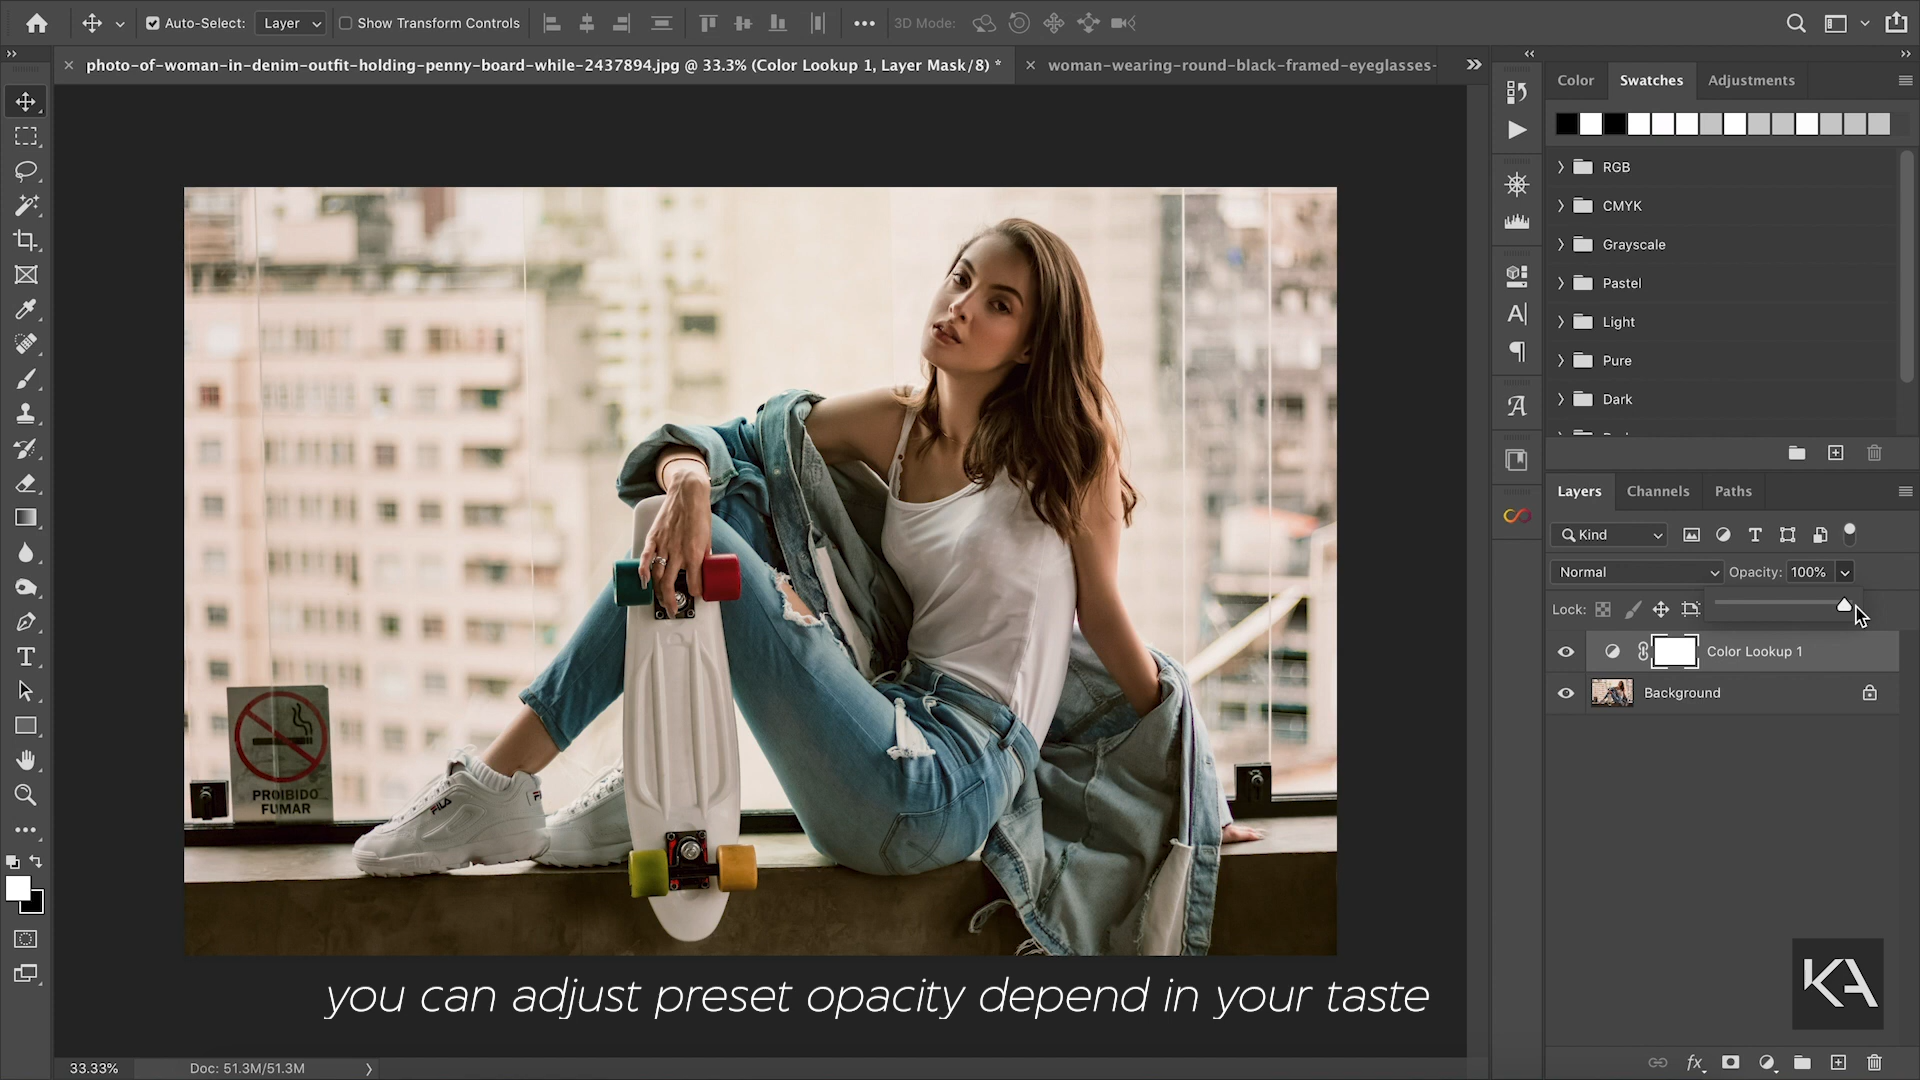 Auto-Select:
Layer
Show Transform Controls
3D Mode:
photo-of-woman-in-denim-outfit-holding-penny-board-while-2437894.jpg @ 33.3% (Color Lookup 1, Layer Mask/8) *
woman-wearing-round-black-framed-eyeglasses-
Color
Swatches
Adjustments
RGB
CMYK
Grayscale
Pastel
Light
Pure
Dark
Layers
Channels
Paths
Kind
Normal
Opacity: 100%
Lock:
Color Lookup 1
Background
PROIBIDO
FUMAR
FILA
you can adjust preset opacity depend in your taste
KA
33.33%
Doc: 51.3M/51.3M